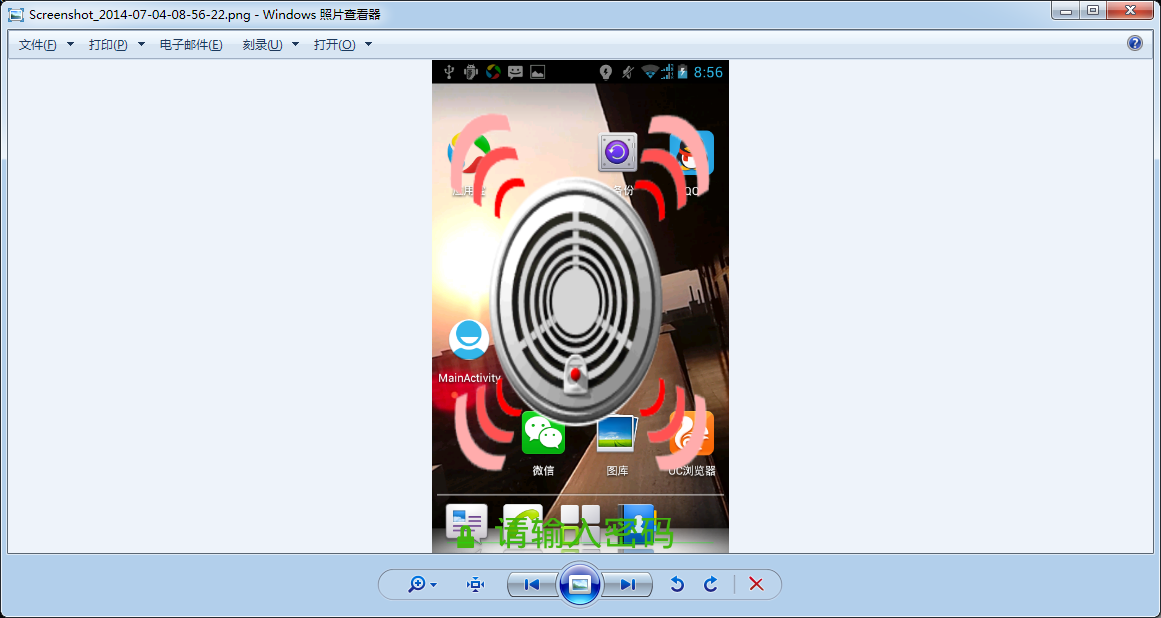 Screenshot_2014-07-04-08-56-22.png - Windows 照片查看器
文件(F) 打印(P) 电子邮件(E) 刻录(U) 打开(O)
8:56
QQ
MainActivity
微信 图库 UC浏览器
请输入密码